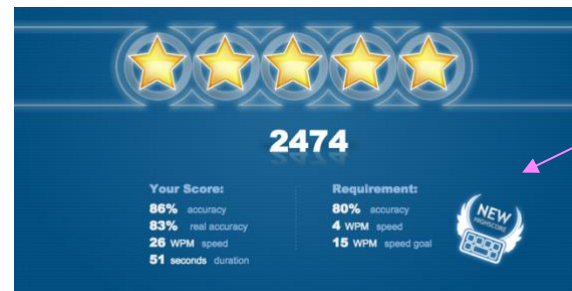 2474
Your Score:
86% accuracy
83% real accuracy
26 WPM speed
51 seconds duration
Requirement:
80% accuracy
4 WPM speed
15 WPM speed goal
NEW
HIGHSCORE